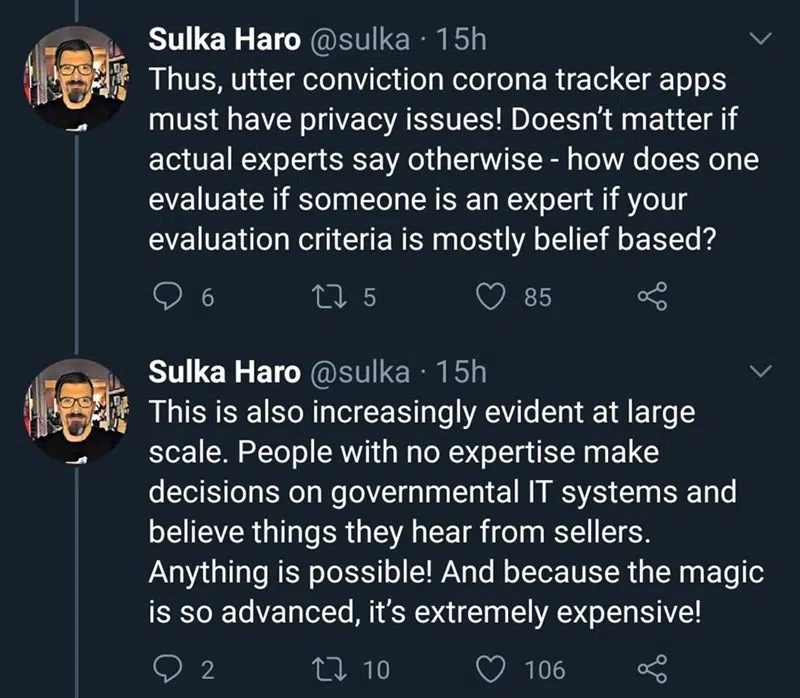 Sulka Haro @sulka · 15h
Thus, utter conviction corona tracker apps
must have privacy issues! Doesn’t matter if
actual experts say otherwise - how does one
evaluate if someone is an expert if your
evaluation criteria is mostly belief based?
6 5 85
Sulka Haro @sulka · 15h
This is also increasingly evident at large
scale. People with no expertise make
decisions on governmental IT systems and
believe things they hear from sellers.
Anything is possible! And because the magic
is so advanced, it’s extremely expensive!
2 10 106